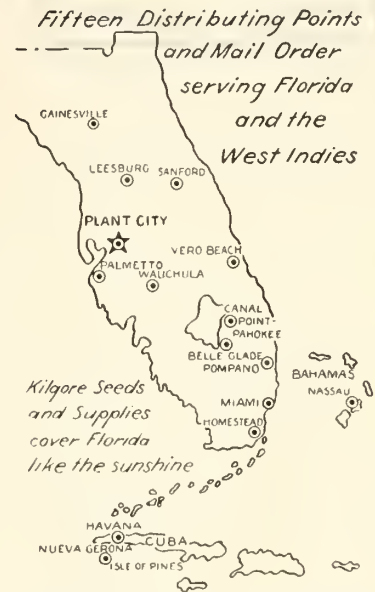 Fifteen Distributing Points
and Mail Order
serving Florida
and the
West Indies
GAINESVILLE
LEESBURG
SANFORD
PLANT CITY
PALMETTO
WAUCHULA
VERO BEACH
CANAL
POINT-
PAHOKEE
BELLE GLADE
POMPANO
BAHAMAS
NASSAU
MIAMI
HOMESTEAD
Kilgore Seeds
and Supplies
cover Florida
like the sunshine
HAVANA
CUBA
NUEVA GERONA
ISLE OF PINES